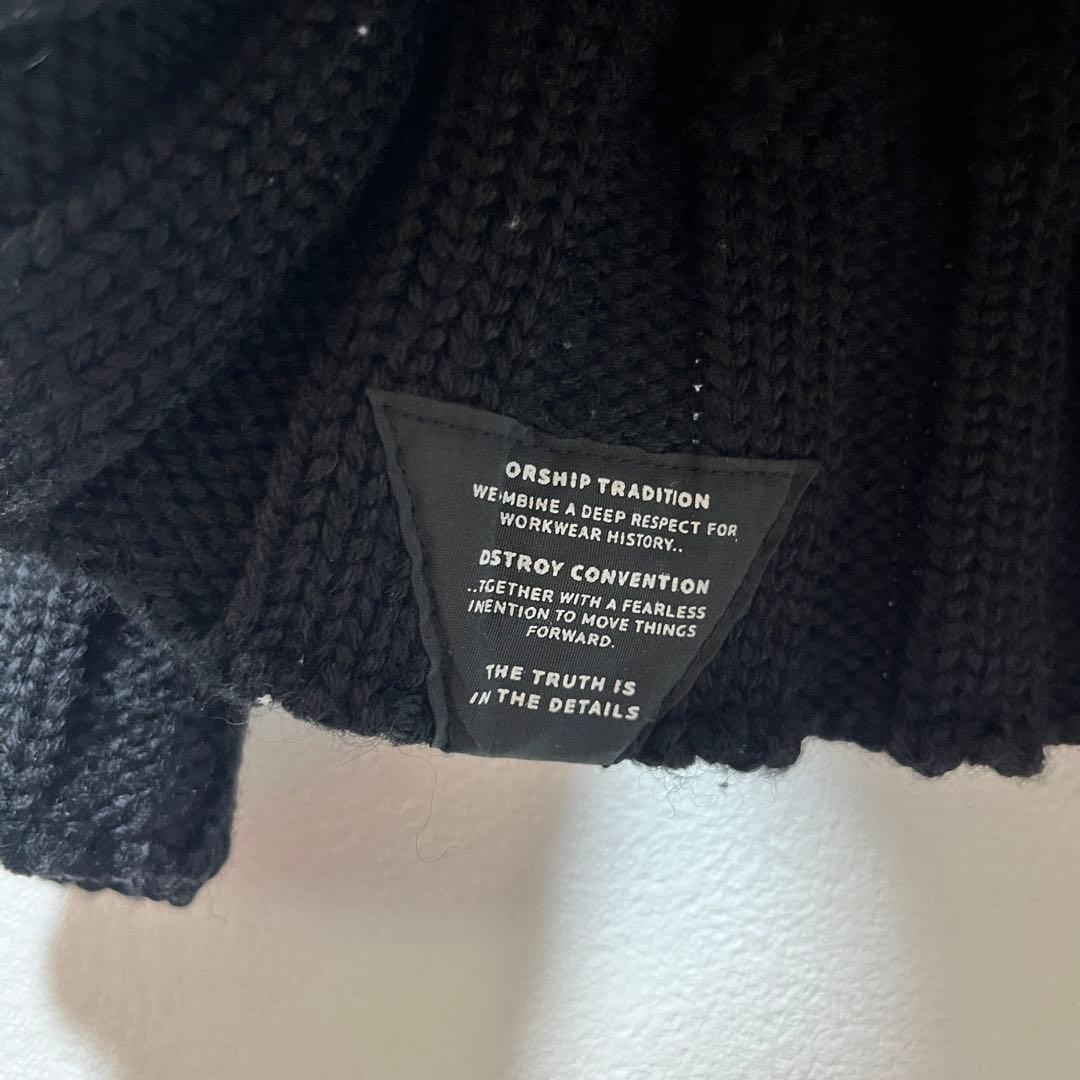 ORSHIP TRADITION
WE MBINE A DEEP RESPECT FOR
WORKWEAR HISTORY..
DSTROY CONVENTION
..TGETHER WITH A FEARLESS
INENTION TO MOVE THINGS
FORWARD.
THE TRUTH IS
IN THE DETAILS